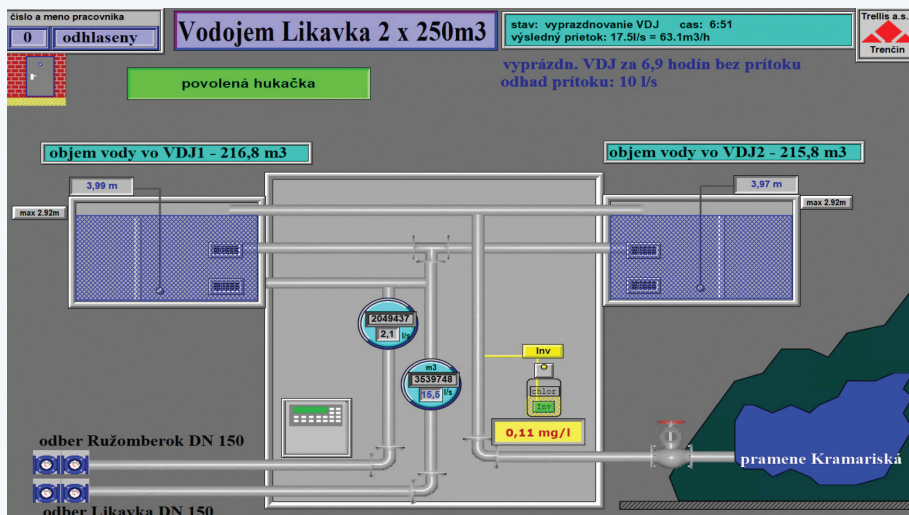 čislo a meno pracovnika
0 odhlaseny
Vodojem Likavka 2 x 250m3
stav: vyprazdnovanie VDJ cas: 6:51
výsledný prietok: 17.5l/s = 63.1m3/h
Trellis a.s.
Trenčin
vyprázdn. VDJ za 6,9 hodín bez prítoku
odhad prítoku: 10 l/s
povolená hukačka
objem vody vo VDJ1 - 216,8 m3
objem vody vo VDJ2 - 215,8 m3
3,99 m
3,97 m
max 2.92m
max 2.92m
2049437
2,1 l/s
m3
3539748
15,5 l/s
Inv
chlor
Inv
0,11 mg/l
odber Ružomberok DN 150
odber Likavka DN 150
pramene Kramariská